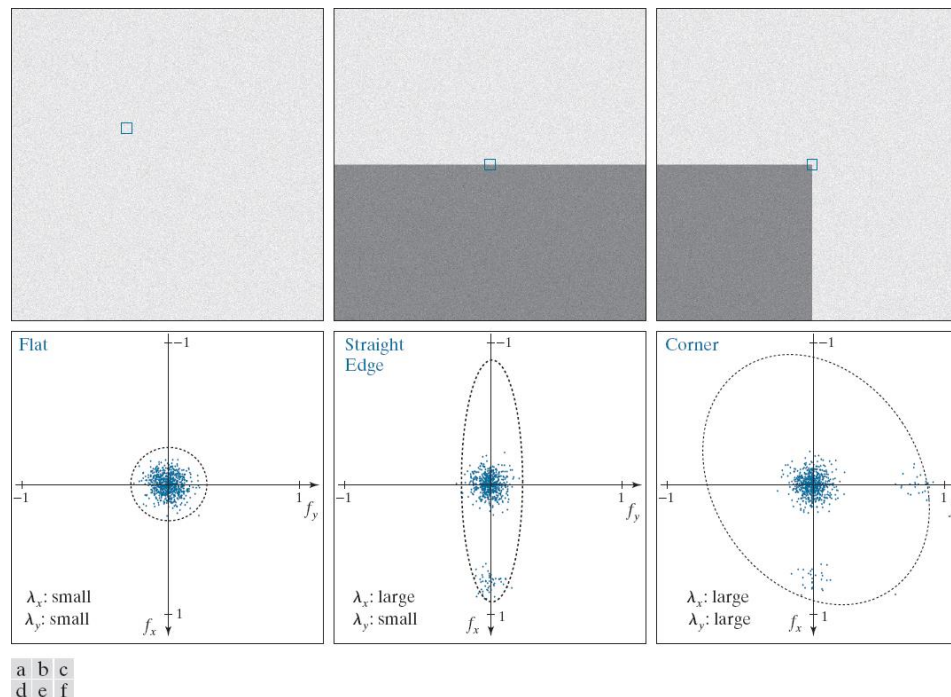 Flat
−1
−1
1
f_y
λ_x: small
λ_y: small
1
f_x
Straight
Edge
−1
−1
1
f_y
λ_x: large
λ_y: small
1
f_x
Corner
−1
−1
1
f_y
λ_x: large
λ_y: large
1
f_x
a b c
d e f